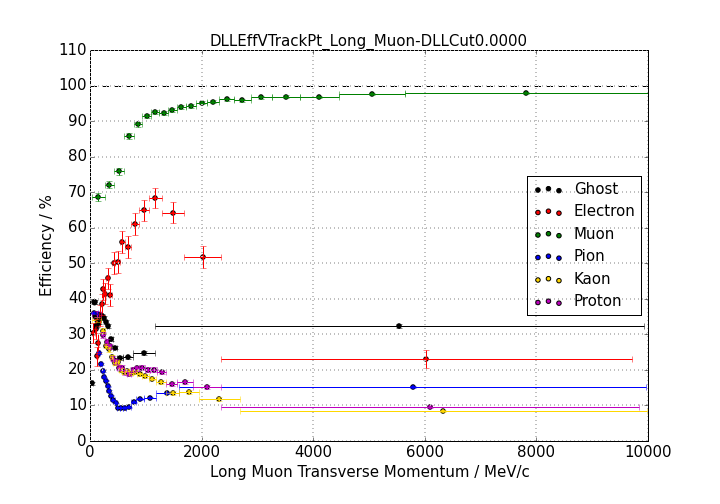 DLLEffVTrackPt_Long_Muon-DLLCut0.0000
110
100
90
80
70
60
50
40
30
20
10
0
Efficiency / %
Ghost
Electron
Muon
Pion
Kaon
Proton
0 2000 4000 6000 8000 10000
Long Muon Transverse Momentum / MeV/c